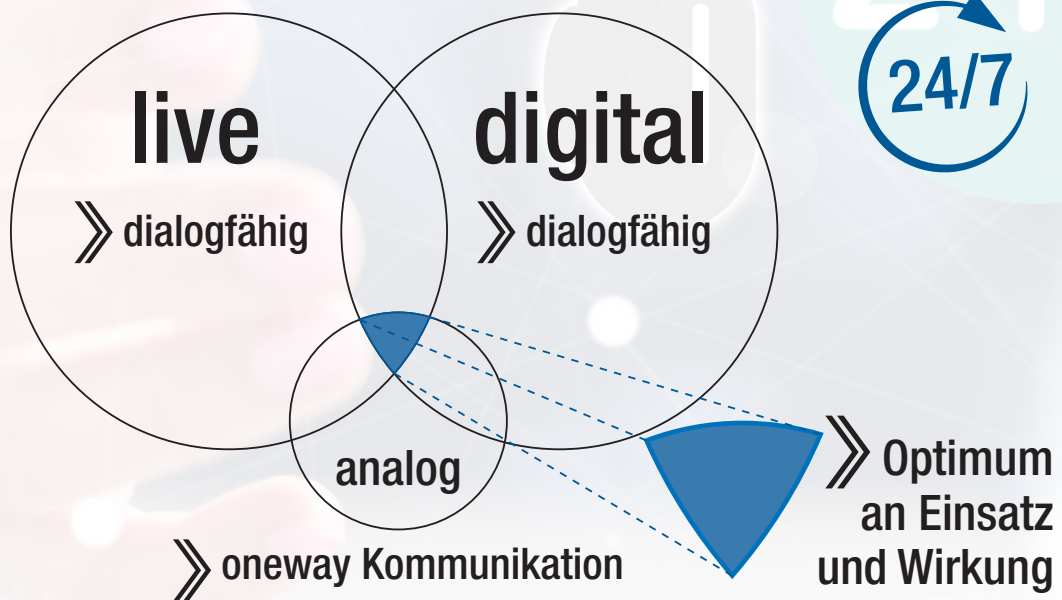 live
digital
24/7
dialogfähig
dialogfähig
analog
oneway Kommunikation
Optimum
an Einsatz
und Wirkung